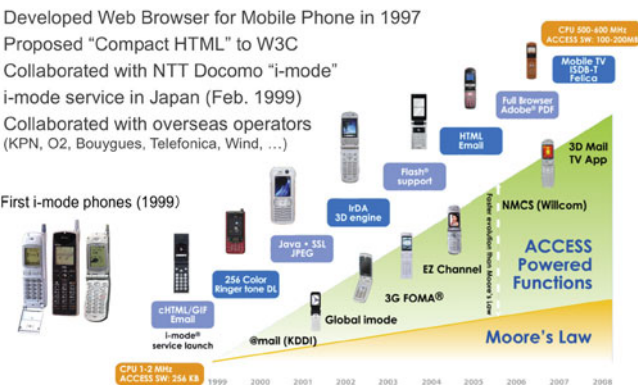 Developed Web Browser for Mobile Phone in 1997
Proposed “Compact HTML” to W3C
Collaborated with NTT Docomo “i-mode”
i-mode service in Japan (Feb. 1999)
Collaborated with overseas operators
(KPN, O2, Bouygues, Telefonica, Wind, …)
CPU 500-600 MHz
ACCESS SW: 100-200MB
Mobile TV
ISDB-T
Felica
Full Browser
Adobe® PDF
HTML
Email
3D Mail
TV App
Flash®
support
First i-mode phones (1999)
IrDA
3D engine
NMCS (Willcom)
Java • SSL
JPEG
Faster evolution than Moore's Law
EZ Channel
ACCESS
Powered
Functions
256 Color
Ringer tone DL
3G FOMA®
cHTML/GIF
Email
Global imode
i-mode®
service launch
@mail (KDDI)
Moore’s Law
CPU 1-2 MHz
ACCESS SW: 256 KB
1999 2000 2001 2002 2003 2004 2005 2006 2007 2008